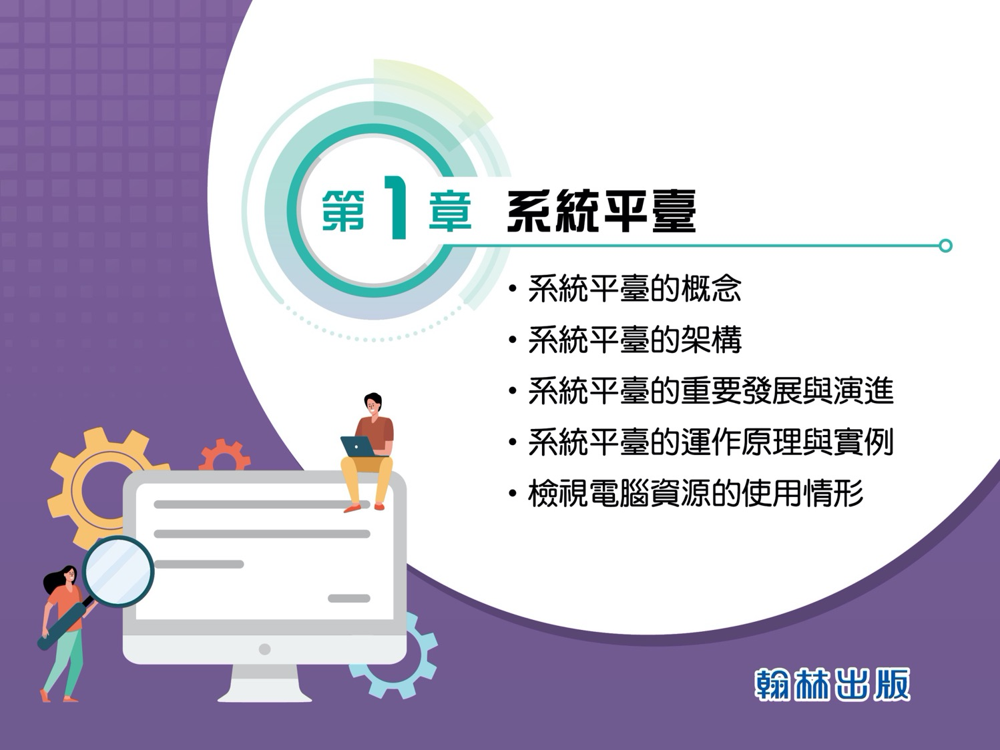 第1章 系統平臺
•系統平臺的概念
•系統平臺的架構
•系統平臺的重要發展與演進
•系統平臺的運作原理與實例
•檢視電腦資源的使用情形
翰林出版